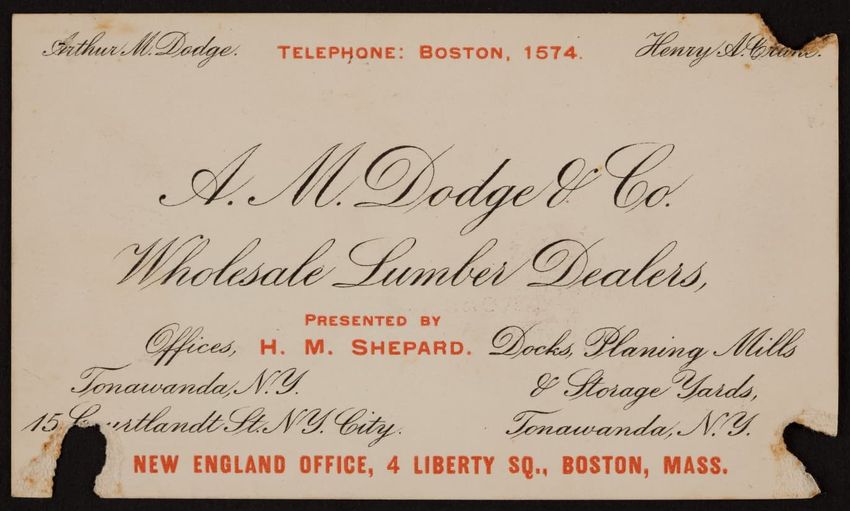 Arthur M. Dodge. TELEPHONE: BOSTON, 1574. Henry A. Crane.
A. M. Dodge & Co.
Wholesale Lumber Dealers,
PRESENTED BY
Offices, H. M. SHEPARD. Docks, Planing Mills
Tonawanda, N.Y. & Storage Yards,
15 Courtlandt St. N.Y. City. Tonawanda, N.Y.
NEW ENGLAND OFFICE, 4 LIBERTY SQ., BOSTON, MASS.